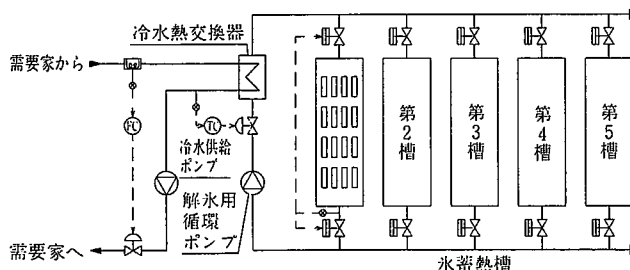 冷水熱交換器
需要家から
FC
TC
冷水供給
ポンプ
解氷用
循環
ポンプ
需要家へ
第2槽
第3槽
第4槽
第5槽
氷蓄熱槽